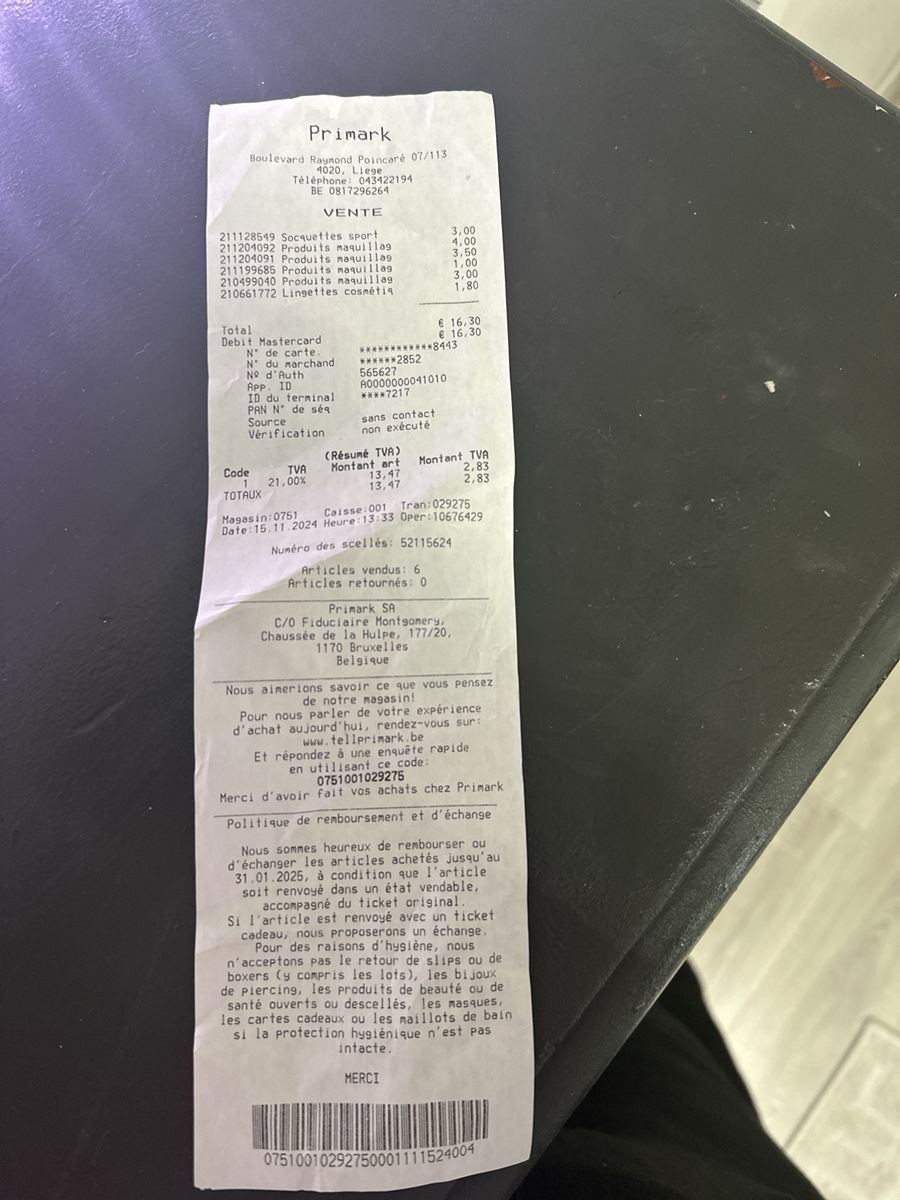 Primark
Boulevard Raymond Poincaré 07/113
4020, Liege
Téléphone: 043422194
BE 0817296264
VENTE
211128549 Socquettes sport 3,00
211204092 Produits maquillag 4,00
211204091 Produits maquillag 3,50
211199685 Produits maquillag 1,00
210499040 Produits maquillag 3,00
210661772 Lingettes cosmétiq 1,80
Total € 16,30
Debit Mastercard € 16,30
N° de carte. ************8443
N° du marchand ******2852
Nº d'Auth 565627
App. ID A0000000041010
ID du terminal ****7217
PAN N° de séq
Source sans contact
Vérification non exécuté
(Résumé TVA)
Code TVA Montant art Montant TVA
1 21,00% 13,47 2,83
TOTAUX 13,47 2,83
Magasin:0751 Caisse:001 Tran:029275
Date:15.11.2024 Heure:13:33 Oper:10676429
Numéro des scellés: 52115624
Articles vendus: 6
Articles retournés: 0
Primark SA
C/O Fiduciaire Montgomery,
Chaussée de la Hulpe, 177/20,
1170 Bruxelles
Belgique
Nous aimerions savoir ce que vous pensez
de notre magasin!
Pour nous parler de votre expérience
d'achat aujourd'hui, rendez-vous sur:
www.tellprimark.be
Et répondez à une enquête rapide
en utilisant ce code:
0751001029275
Merci d'avoir fait vos achats chez Primark
Politique de remboursement et d'échange
Nous sommes heureux de rembourser ou
d'échanger les articles achetés jusqu'au
31.01.2025, à condition que l'article
soit renvoyé dans un état vendable,
accompagné du ticket original.
Si l'article est renvoyé avec un ticket
cadeau, nous proposerons un échange.
Pour des raisons d'hygiène, nous
n'acceptons pas le retour de slips ou de
boxers (y compris les lots), les bijoux
de piercing, les produits de beauté ou de
santé ouverts ou descellés, les masques,
les cartes cadeaux ou les maillots de bain
si la protection hygiénique n'est pas
intacte.
MERCI
07510010292750001111524004